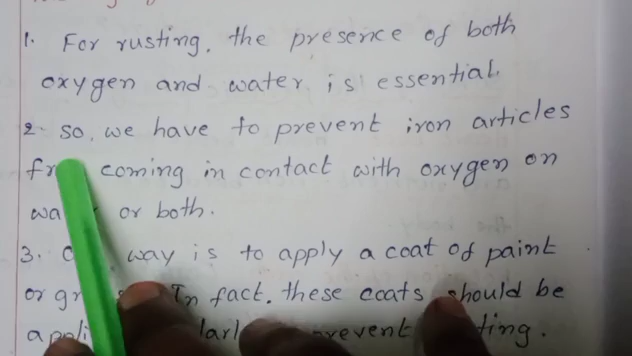 1. For rusting, the presence of both
oxygen and water is essential.
2. So, we have to prevent iron articles
coming in contact with oxygen on
or both.
3. way is to apply a coat of paint
or In fact, these coats should be